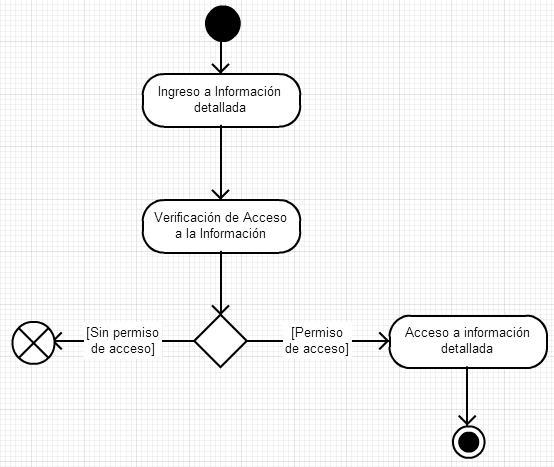 Ingreso a Información
detallada
Verificación de Acceso
a la Información
[Sin permiso
de acceso]
[Permiso
de acceso]
Acceso a información
detallada